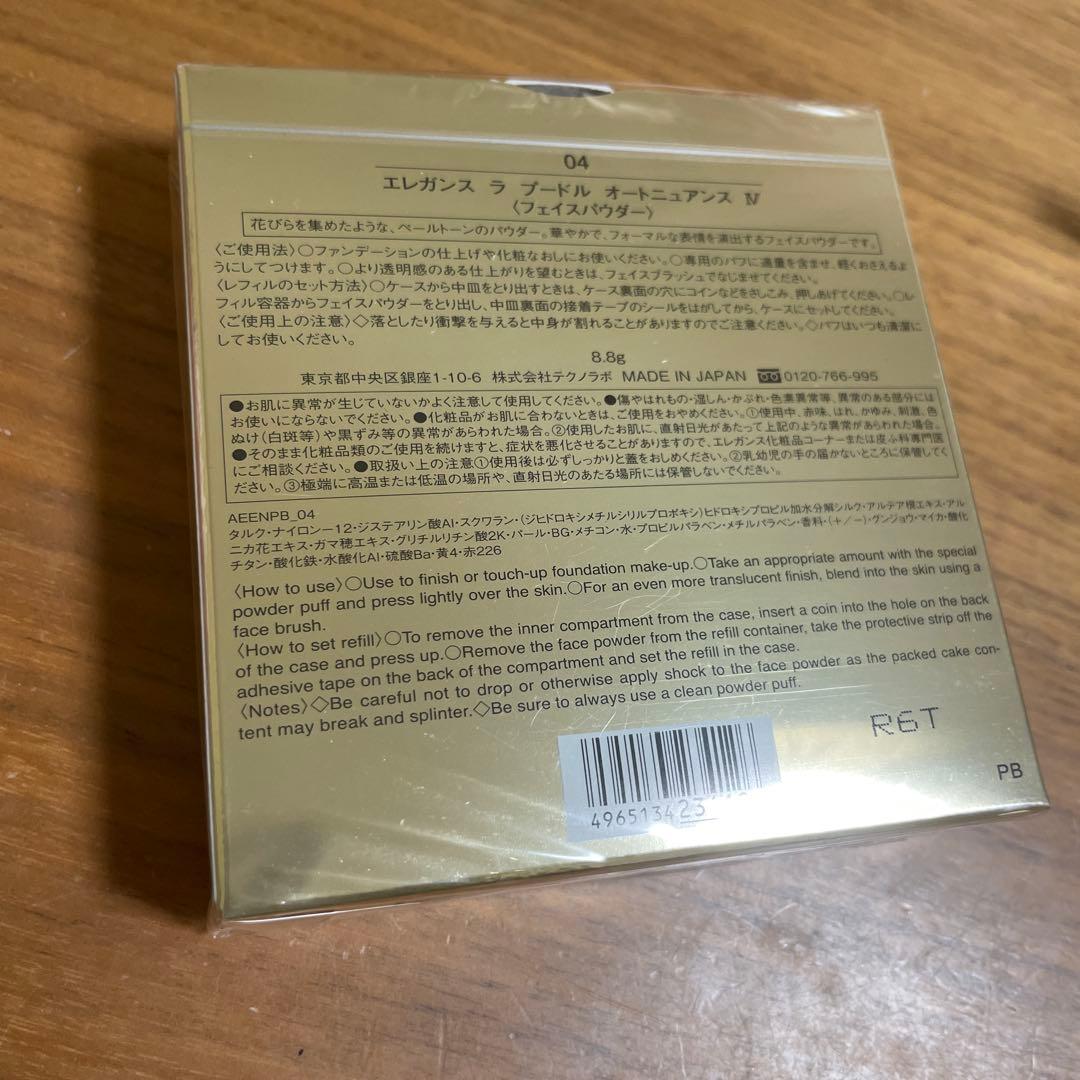 04
エレガンス ラ プードル オートニュアンス Ⅳ
〈フェイスパウダー〉
花びらを集めたような、ペールトーンのパウダー。華やかで、フォーマルな表情を演出するフェイスパウダーです。
〈ご使用法〉○ファンデーションの仕上げや化粧なおしにお使いください。○専用のパフに適量を含ませ、軽くおさえるよ
うにしてつけます。○より透明感のある仕上がりを望むときは、フェイスブラッシュでなじませてください。
〈レフィルのセット方法〉○ケースから中皿をとり出すときは、ケース裏面の穴にコインなどをさしこみ、押しあげてください。○レ
フィル容器からフェイスパウダーをとり出し、中皿裏面の接着テープのシールをはがしてから、ケースにセットしてください。
〈ご使用上の注意〉◇落としたり衝撃を与えると中身が割れることがありますのでご注意ください。◇パフはいつも清潔に
してお使いください。
8.8g
東京都中央区銀座1-10-6 株式会社テクノラボ MADE IN JAPAN 0120-766-995
●お肌に異常が生じていないかよく注意して使用してください。●傷やはれもの・湿しん・かぶれ・色素異常等、異常のある部分には
お使いにならないでください。●化粧品がお肌に合わないときは、ご使用をおやめください。①使用中、赤味、はれ、かゆみ、刺激、色
ぬけ(白斑等)や黒ずみ等の異常があらわれた場合。②使用したお肌に、直射日光があたって上記のような異常があらわれた場合。
●そのまま化粧品類のご使用を続けますと、症状を悪化させることがありますので、エレガンス化粧品コーナーまたは皮ふ科専門医
にご相談ください。●取扱い上の注意①使用後は必ずしっかりと蓋をおしめください。②乳幼児の手の届かないところに保管してく
ださい。③極端に高温または低温の場所や、直射日光のあたる場所には保管しないでください。
AEENPB_04
タルク・ナイロン－12・ジステアリン酸Al・スクワラン・(ジヒドロキシメチルシリルプロポキシ)ヒドロキシプロピル加水分解シルク・アルテア根エキス・アル
ニカ花エキス・ガマ穂エキス・グリチルリチン酸2K・パール・BG・メチコン・水・プロピルパラベン・メチルパラベン・香料・(＋/－)・グンジョウ・マイカ・酸化
チタン・酸化鉄・水酸化Al・硫酸Ba・黄4・赤226
〈How to use〉○Use to finish or touch-up foundation make-up.○Take an appropriate amount with the special
powder puff and press lightly over the skin.○For an even more translucent finish, blend into the skin using a
face brush.
〈How to set refill〉○To remove the inner compartment from the case, insert a coin into the hole on the back
of the case and press up.○Remove the face powder from the refill container, take the protective strip off the
adhesive tape on the back of the compartment and set the refill in the case.
〈Notes〉◇Be careful not to drop or otherwise apply shock to the face powder as the packed cake con-
tent may break and splinter.◇Be sure to always use a clean powder puff.
R6T
PB